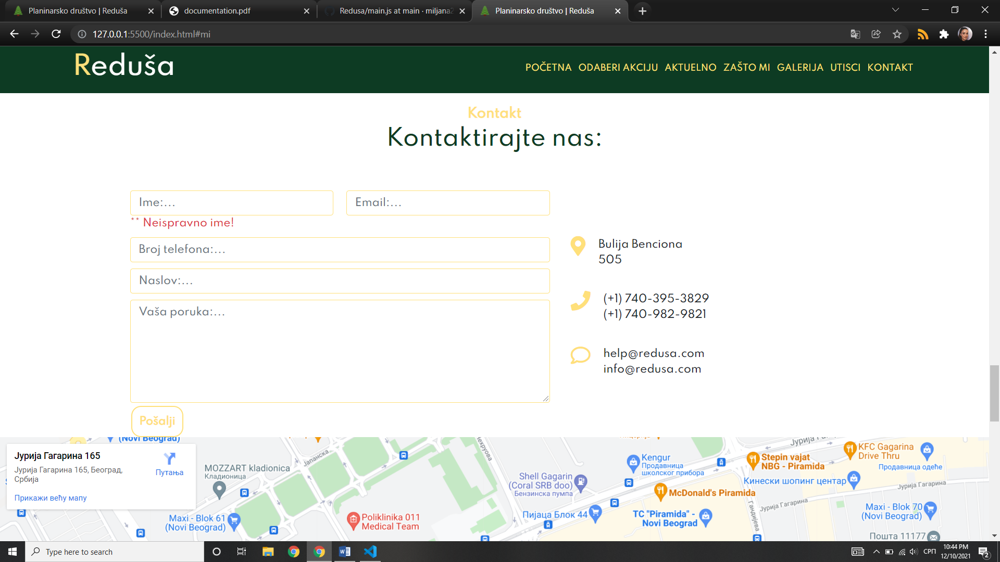 Planinarsko društvo | Reduša
documentation.pdf
Redusa/main.js at main · miljana2
Planinarsko društvo | Reduša
127.0.0.1:5500/index.html#mi
Reduša
POČETNA ODABERI AKCIJU AKTUELNO ZAŠTO MI GALERIJA UTISCI KONTAKT
Kontakt
Kontaktirajte nas:
Ime:...
Email:...
** Neispravno ime!
Broj telefona:...
Naslov:...
Vaša poruka:...
Pošalji
Bulija Benciona
505
(+1) 740-395-3829
(+1) 740-982-9821
help@redusa.com
info@redusa.com
(Novi Beograd)
Јурија Гагарина 165
Јурија Гагарина 165, Београд,
Србија
Путања
Прикажи већу мапу
MOZZART kladionica
Кладионица
Јапанска
Нехруова
Maxi - Blok 61
(Novi Beograd)
Poliklinika 011
Medical Team
Shell Gagarin
(Coral SRB doo)
Бензинска пумпа
Kengur
Продавница
школског прибора
McDonald's Piramida
Пијаца Блок 44
TC "Piramida" -
Novi Beograd
Stepin vajat
NBG - Piramida
KFC Gagarina
Drive Thru
Продавница одеће
Кинески шопинг центар
Јурија Гагарина
Јурија Гагарина
Гандијева
Maxi - Blok 70
(Novi Beograd)
Пошта 11177
Type here to search
СРП
10:44 PM
12/10/2021
2